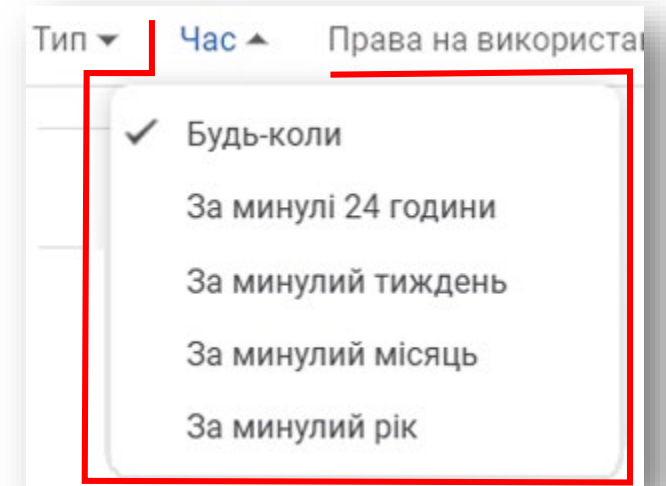 Тип Час Права на використа
Будь-коли
За минулі 24 години
За минулий тиждень
За минулий місяць
За минулий рік